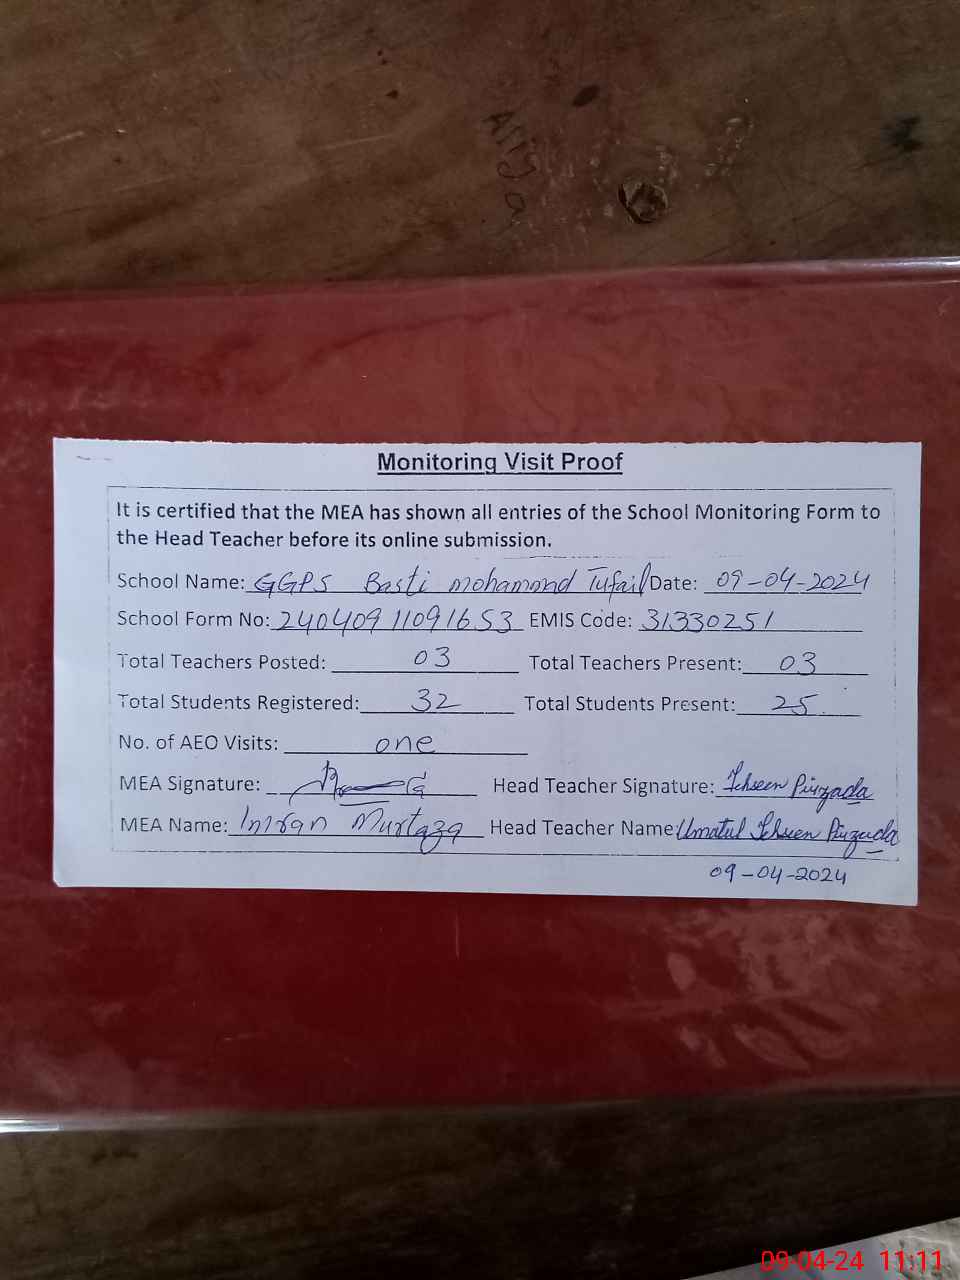 Arrga
Monitoring Visit Proof
It is certified that the MEA has shown all entries of the School Monitoring Form to
the Head Teacher before its online submission.
School Name: GGPS Basti mohammad Tufail Date: 09-04-2024
School Form No: 24040911091653 EMIS Code: 31330251
Total Teachers Posted: 03 Total Teachers Present: 03
Total Students Registered: 32 Total Students Present: 25
No. of AEO Visits: one
MEA Signature: Head Teacher Signature: Tehseen Pirzada
MEA Name: Imran Murtaza Head Teacher Name: Umatul Tehseen Pirzada
09-04-2024
09-04-24 11:11